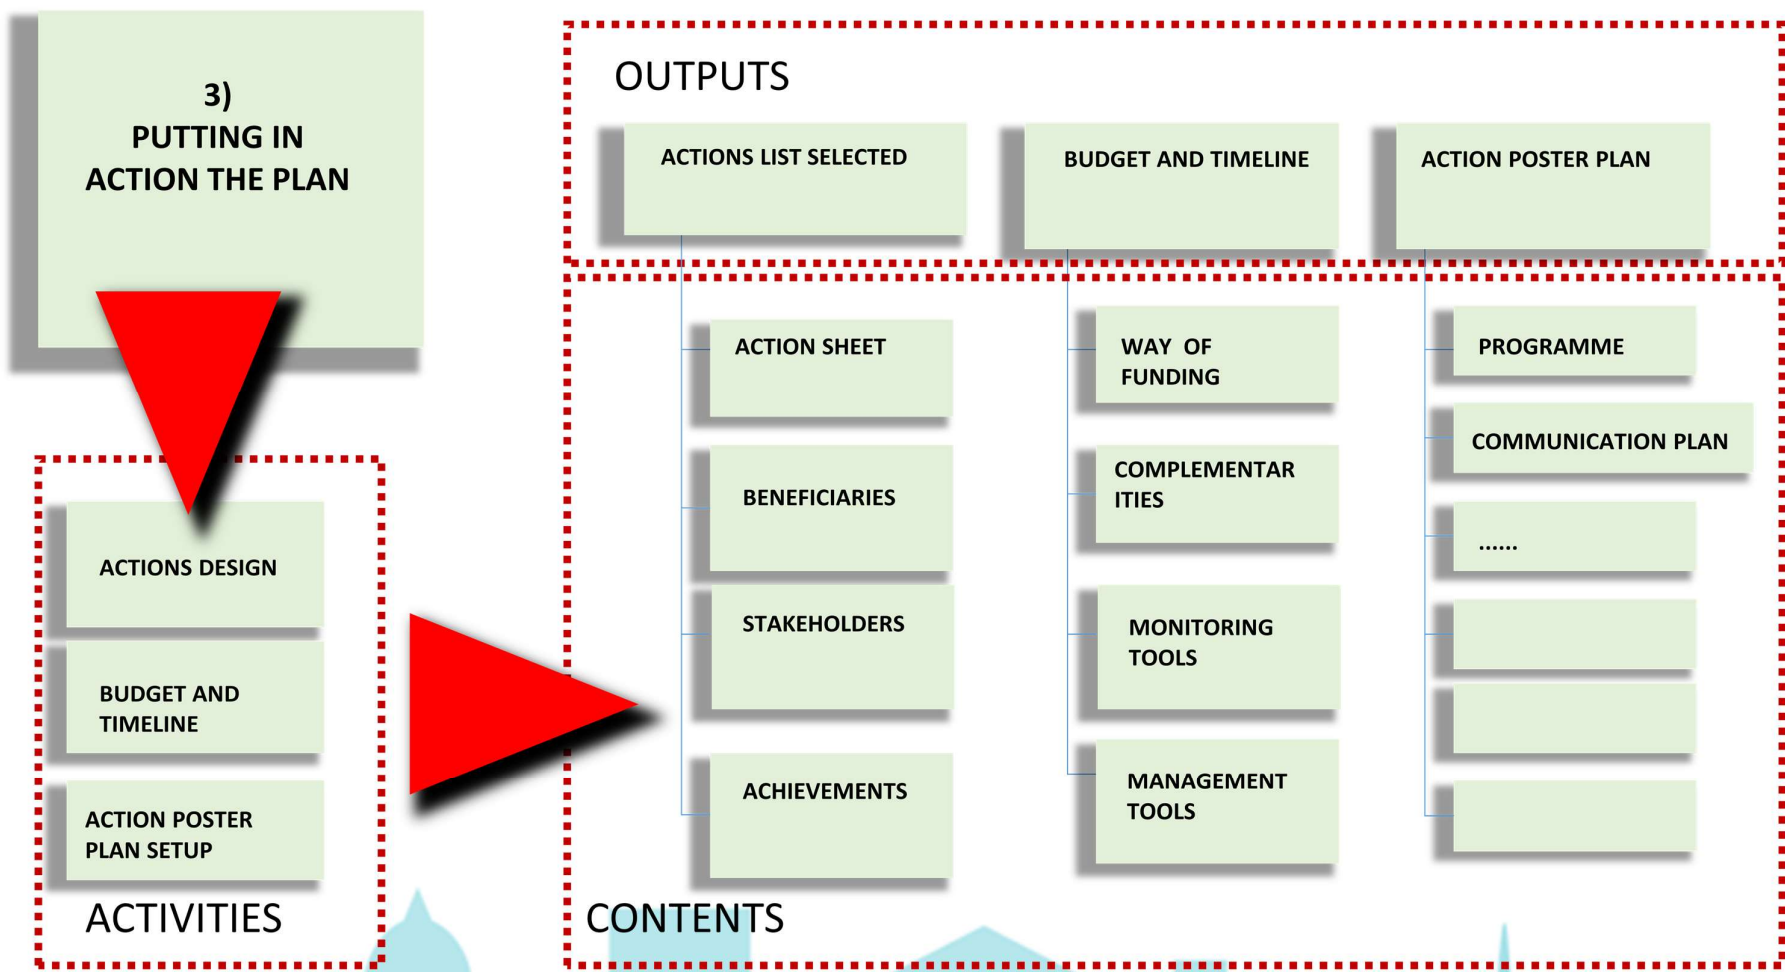 3)
PUTTING IN
ACTION THE PLAN
ACTIONS DESIGN
BUDGET AND
TIMELINE
ACTION POSTER
PLAN SETUP
ACTIVITIES
OUTPUTS
ACTIONS LIST SELECTED
BUDGET AND TIMELINE
ACTION POSTER PLAN
ACTION SHEET
BENEFICIARIES
STAKEHOLDERS
ACHIEVEMENTS
WAY OF
FUNDING
COMPLEMENTAR
ITIES
MONITORING
TOOLS
MANAGEMENT
TOOLS
PROGRAMME
COMMUNICATION PLAN
......
CONTENTS